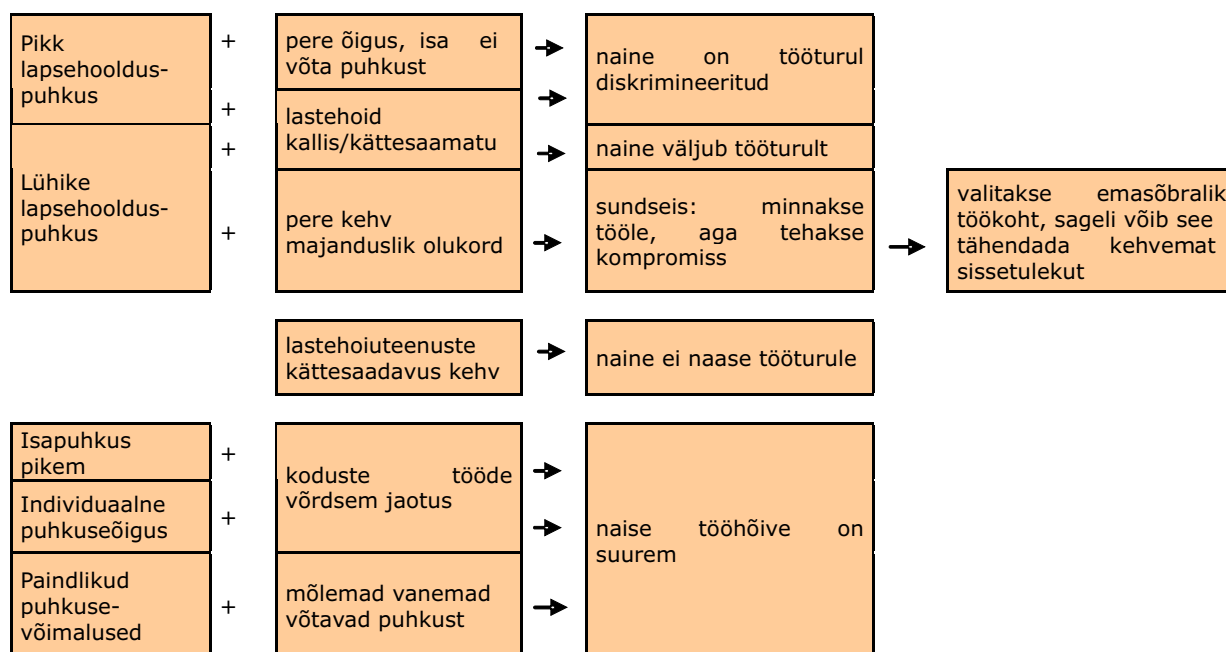 Pikk
lapsehooldus-
puhkus
+
+
pere õigus, isa ei
võta puhkust
naine on tööturul
diskrimineeritud
lastehoid
kallis/kättesaamatu
+
naine väljub tööturult
Lühike
lapsehooldus-
puhkus
+
pere kehv
majanduslik olukord
sundseis: minnakse
tööle, aga tehakse
kompromiss
valitakse emasõbralik
töökoht, sageli võib see
tähendada kehvemat
sissetulekut
lastehoiuteenuste
kättesaadavus kehv
naine ei naase tööturule
Isapuhkus
pikem
+
koduste tööde
võrdsem jaotus
Individuaalne
puhkuseõigus
+
naise tööhõive on
suurem
Paindlikud
puhkuse-
võimalused
+
mõlemad vanemad
võtavad puhkust